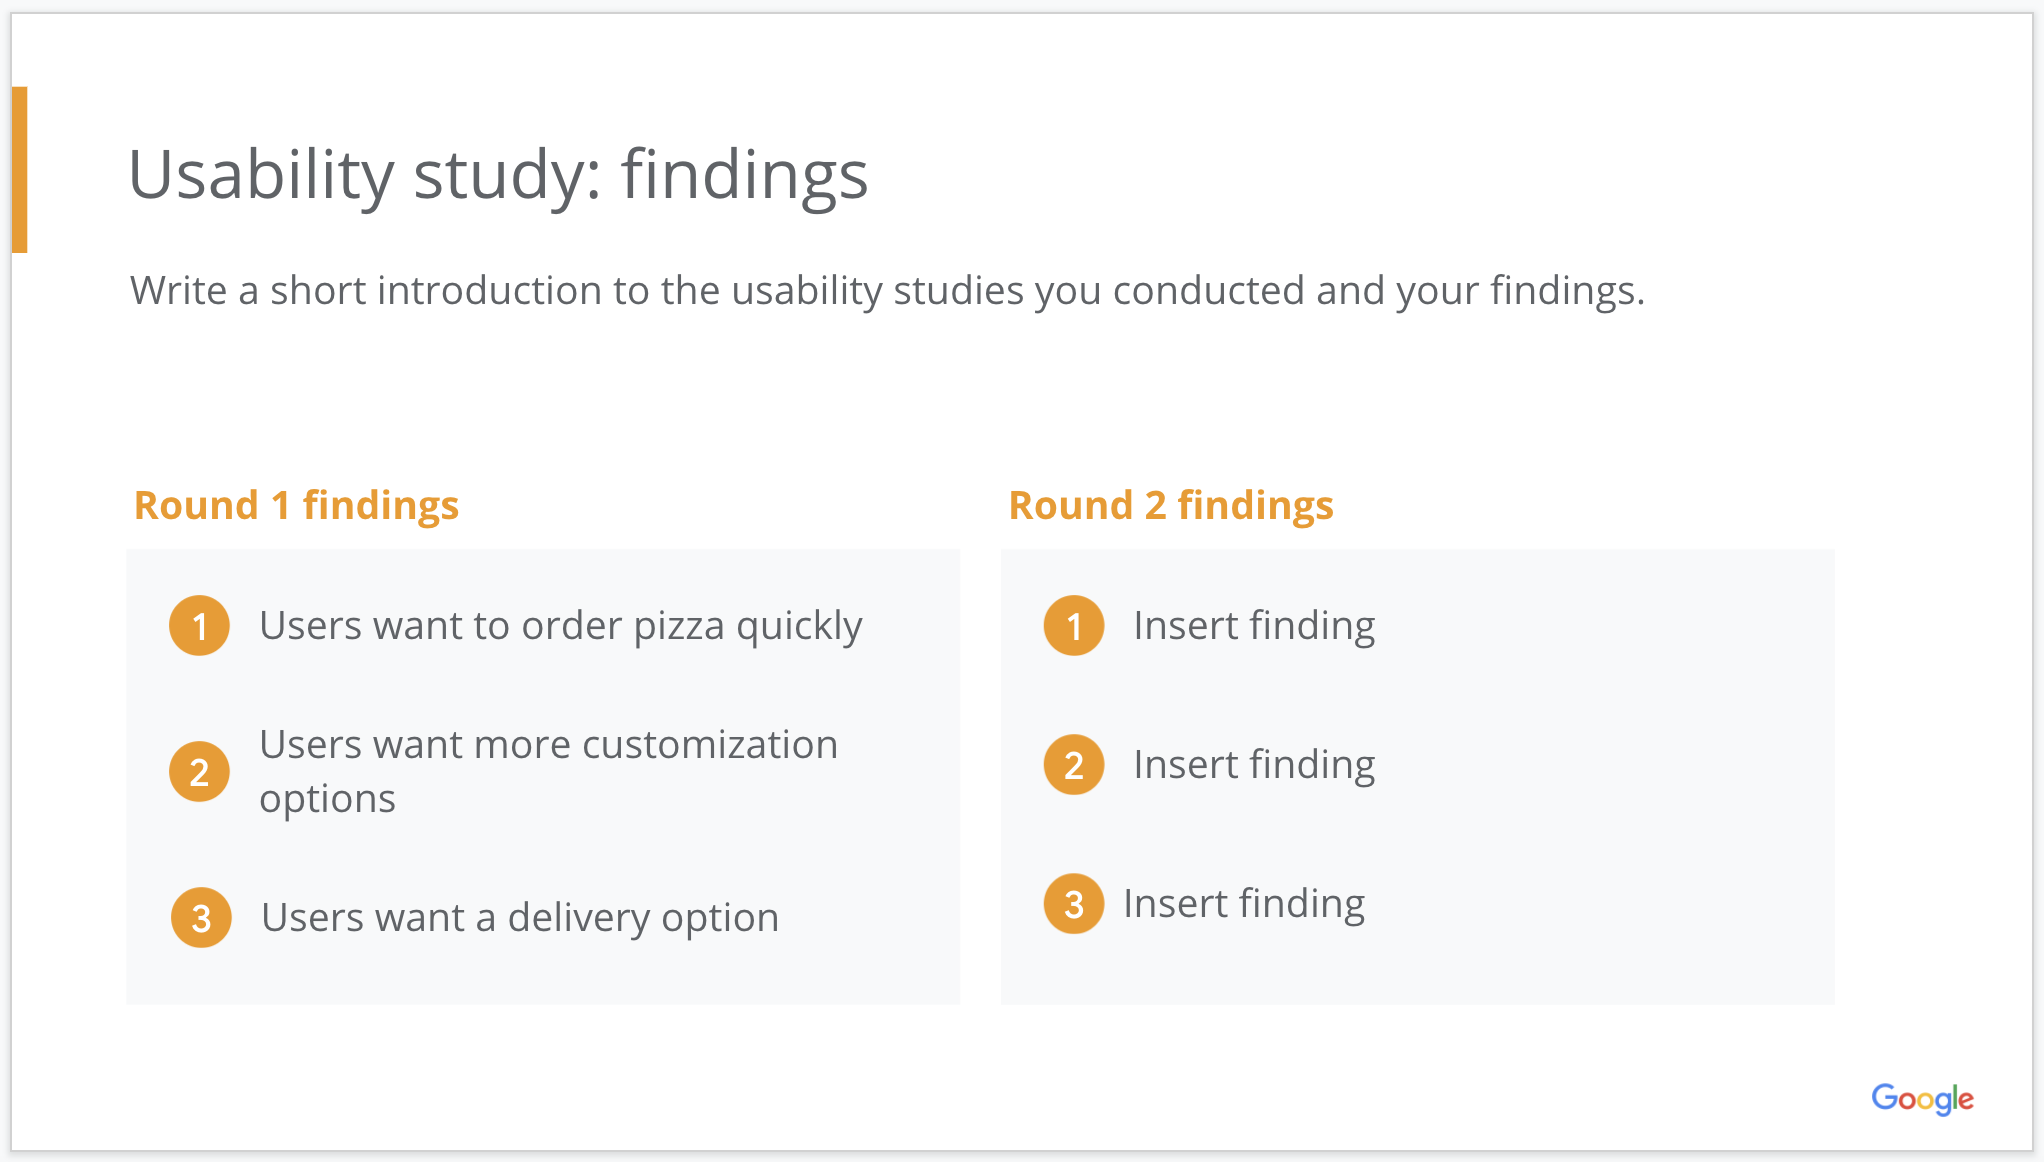 Usability study: findings
Write a short introduction to the usability studies you conducted and your findings.
Round 1 findings
1 Users want to order pizza quickly
2 Users want more customization
options
3 Users want a delivery option
Round 2 findings
1 Insert finding
2 Insert finding
3 Insert finding
Google